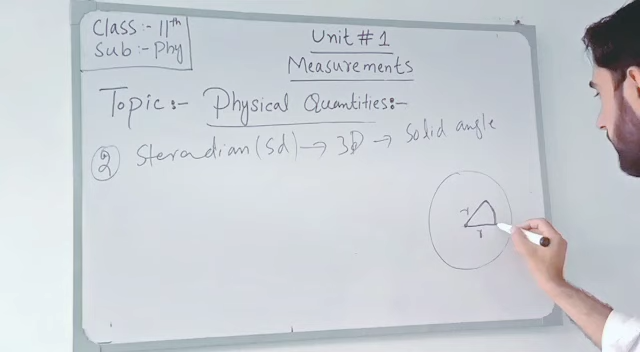 Class:- 11th
Sub:- Phy
Unit # 1
Measurements
Topic:- Physical Quantities:-
② Steradian (Sd) → 3D → Solid angle
r
r